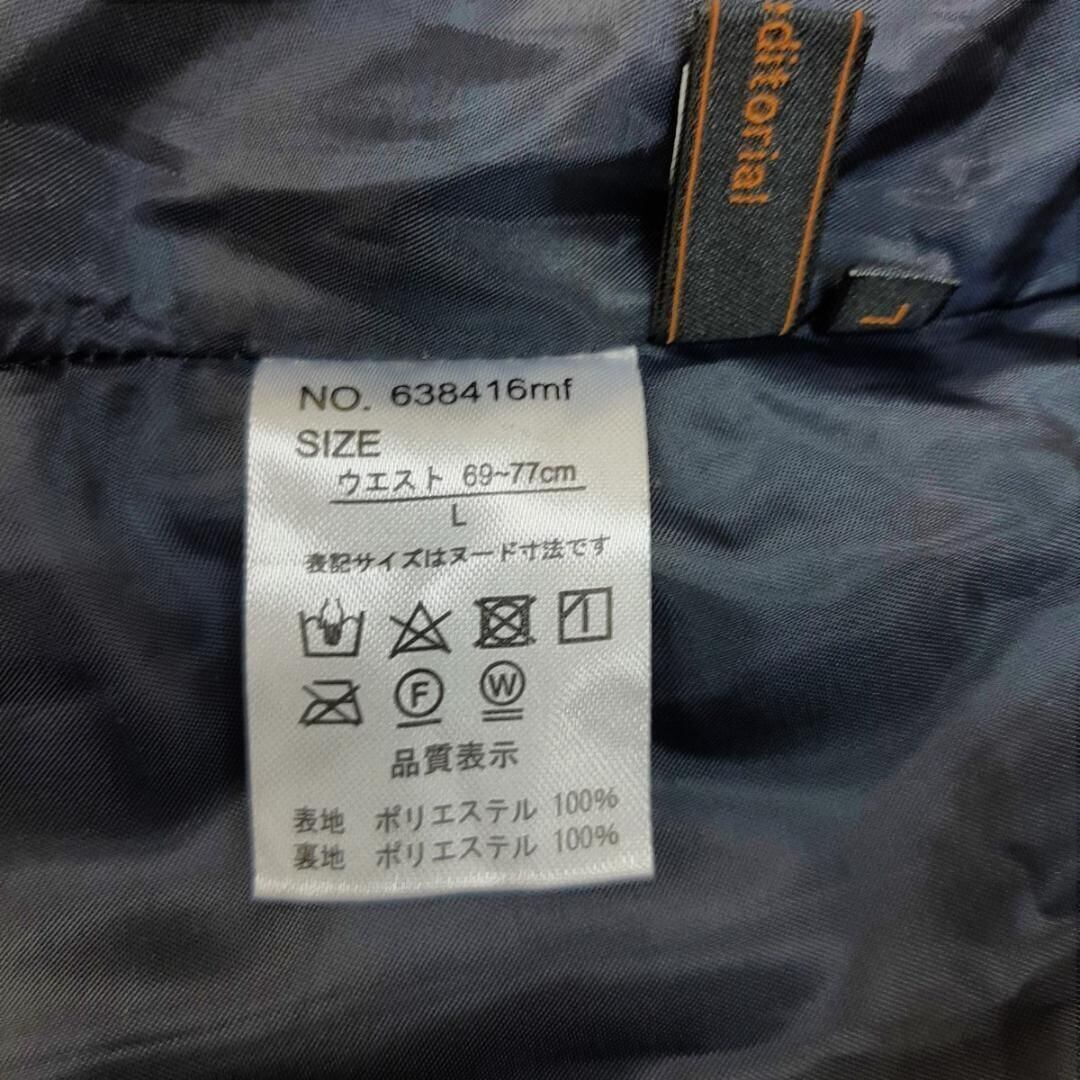 editorial
L
NO. 638416mf
SIZE
ウエスト 69~77cm
L
表記サイズはヌード寸法です
F W
品質表示
表地 ポリエステル 100%
裏地 ポリエステル 100%